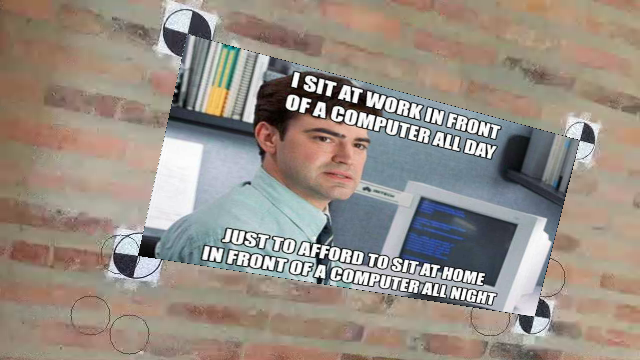 I SIT AT WORK IN FRONT
OF A COMPUTER ALL DAY
JUST TO AFFORD TO SIT AT HOME
IN FRONT OF A COMPUTER ALL NIGHT